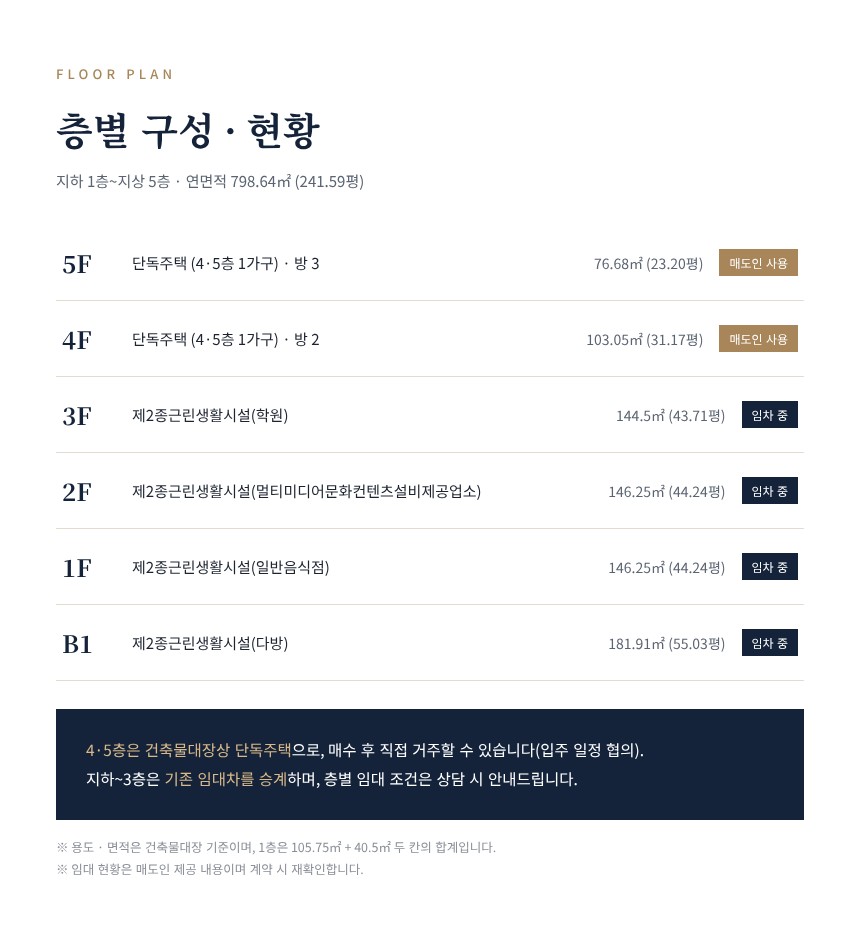 FLOOR PLAN
층별 구성 · 현황
지하 1층~지상 5층 · 연면적 798.64㎡ (241.59평)
5F 단독주택 (4·5층 1가구) · 방 3 76.68㎡ (23.20평) 매도인 사용
4F 단독주택 (4·5층 1가구) · 방 2 103.05㎡ (31.17평) 매도인 사용
3F 제2종근린생활시설(학원) 144.5㎡ (43.71평) 임차 중
2F 제2종근린생활시설(멀티미디어문화컨텐츠설비제공업소) 146.25㎡ (44.24평) 임차 중
1F 제2종근린생활시설(일반음식점) 146.25㎡ (44.24평) 임차 중
B1 제2종근린생활시설(다방) 181.91㎡ (55.03평) 임차 중
4·5층은 건축물대장상 단독주택으로, 매수 후 직접 거주할 수 있습니다(입주 일정 협의).
지하~3층은 기존 임대차를 승계하며, 층별 임대 조건은 상담 시 안내드립니다.
※ 용도 · 면적은 건축물대장 기준이며, 1층은 105.75㎡ + 40.5㎡ 두 칸의 합계입니다.
※ 임대 현황은 매도인 제공 내용이며 계약 시 재확인합니다.